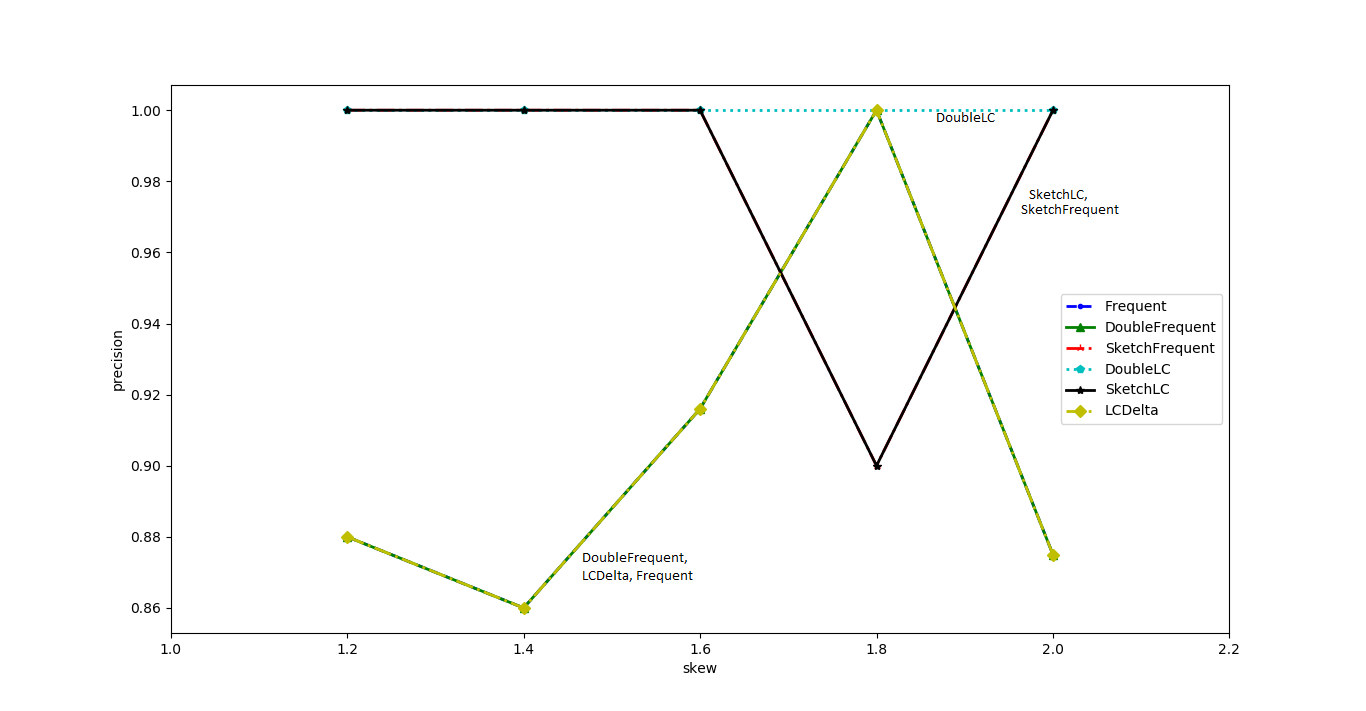 1.00
0.98
0.96
0.94
0.92
0.90
0.88
0.86
precision
1.0
1.2
1.4
1.6
1.8
2.0
2.2
skew
DoubleLC
SketchLC,
SketchFrequent
DoubleFrequent,
LCDelta, Frequent
Frequent
DoubleFrequent
SketchFrequent
DoubleLC
SketchLC
LCDelta